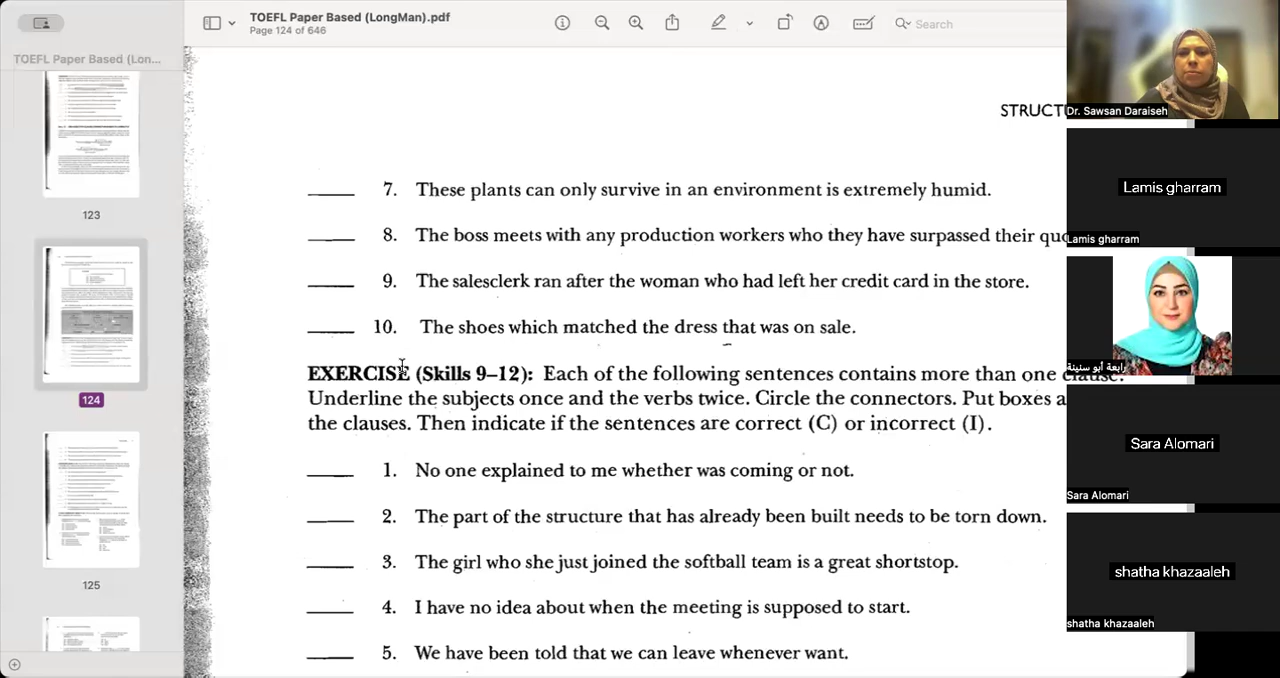 TOEFL Paper Based (LongMan).pdf
Page 124 of 646
Search
TOEFL Paper Based (Lon...
123
124
125
7. These plants can only survive in an environment is extremely humid.
8. The boss meets with any production workers who they have surpassed their quo
9. The salesclerk ran after the woman who had left her credit card in the store.
10. The shoes which matched the dress that was on sale.
EXERCISE (Skills 9–12): Each of the following sentences contains more than one clause.
Underline the subjects once and the verbs twice. Circle the connectors. Put boxes a
the clauses. Then indicate if the sentences are correct (C) or incorrect (I).
1. No one explained to me whether was coming or not.
2. The part of the structure that has already been built needs to be torn down.
3. The girl who she just joined the softball team is a great shortstop.
4. I have no idea about when the meeting is supposed to start.
5. We have been told that we can leave whenever want.
STRUCT
Dr. Sawsan Daraiseh
Lamis gharram
Lamis gharram
رابعة أبو سنينة
Sara Alomari
Sara Alomari
shatha khazaaleh
shatha khazaaleh